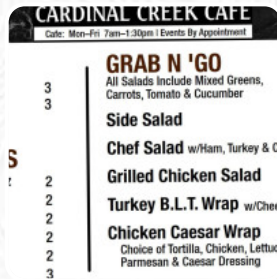 CARDINAL CREEK CAFE
Cafe: Mon–Fri 7am–1:30pm | Events By Appointment
3
3
S
2
2
2
2
2
3
GRAB N 'GO
All Salads Include Mixed Greens,
Carrots, Tomato & Cucumber
Side Salad
Chef Salad w/Ham, Turkey &
Grilled Chicken Salad
Turkey B.L.T. Wrap
Chicken Caesar Wrap
Choice of Tortilla, Chicken,
Parmesan & Caesar Dressing